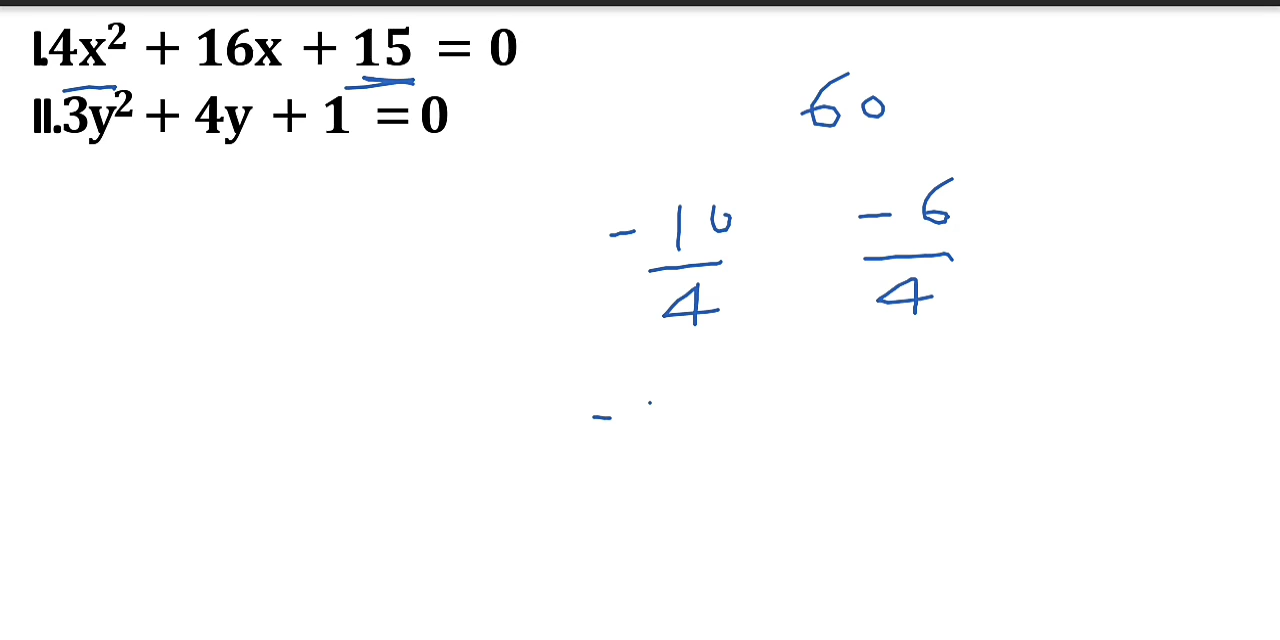 I.4x² + 16x + 15 = 0
II.3y² + 4y + 1 = 0
60
-10/4 -6/4
-